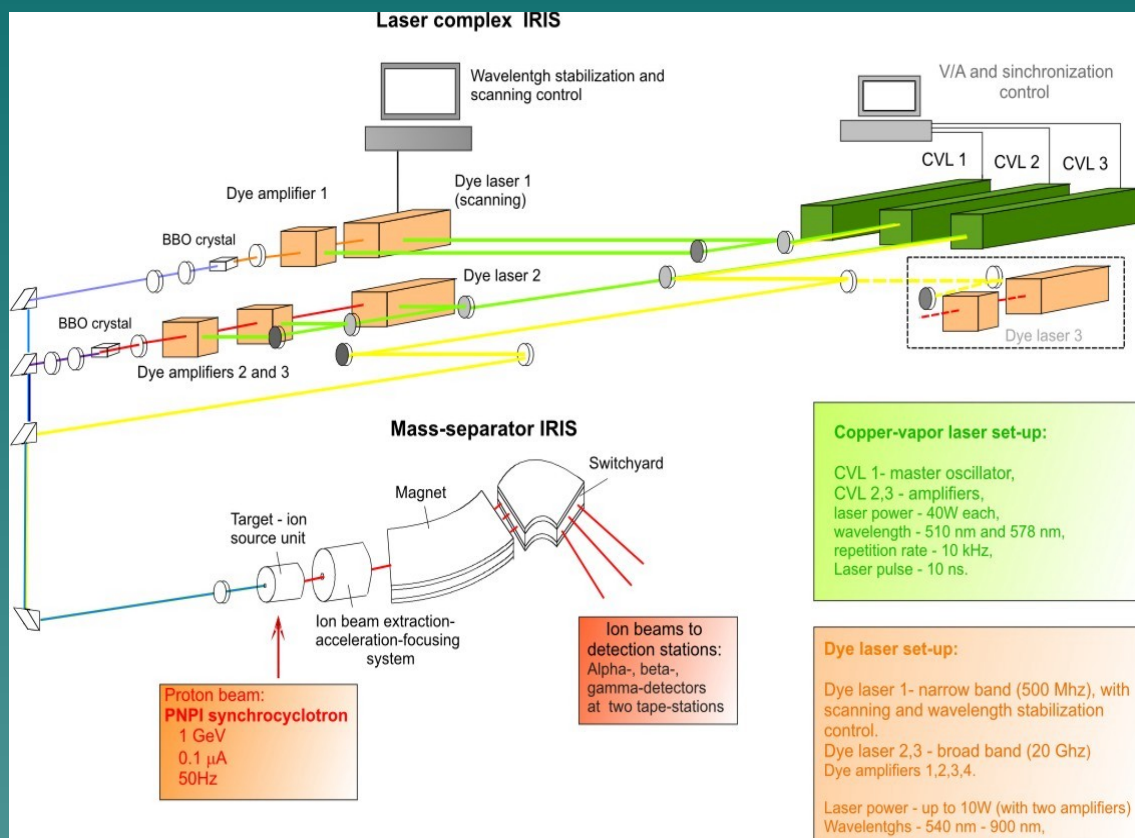 Laser complex IRIS
Wavelentgh stabilization and
scanning control
V/A and sinchronization
control
CVL 1
CVL 2
CVL 3
Dye amplifier 1
Dye laser 1
(scanning)
BBO crystal
Dye laser 2
BBO crystal
Dye amplifiers 2 and 3
Dye laser 3
Mass-separator IRIS
Switchyard
Magnet
Target - ion
source unit
Ion beam extraction-
acceleration-focusing
system
Proton beam:
PNPI synchrocyclotron
1 GeV
0.1 μA
50Hz
Ion beams to
detection stations:
Alpha-, beta-,
gamma-detectors
at two tape-stations
Copper-vapor laser set-up:
CVL 1- master oscillator,
CVL 2,3 - amplifiers,
laser power - 40W each,
wavelength - 510 nm and 578 nm,
repetition rate - 10 kHz,
Laser pulse - 10 ns.
Dye laser set-up:
Dye laser 1- narrow band (500 Mhz), with
scanning and wavelength stabilization
control.
Dye laser 2,3 - broad band (20 Ghz)
Dye amplifiers 1,2,3,4.
Laser power - up to 10W (with two amplifiers)
Wavelentghs - 540 nm - 900 nm,